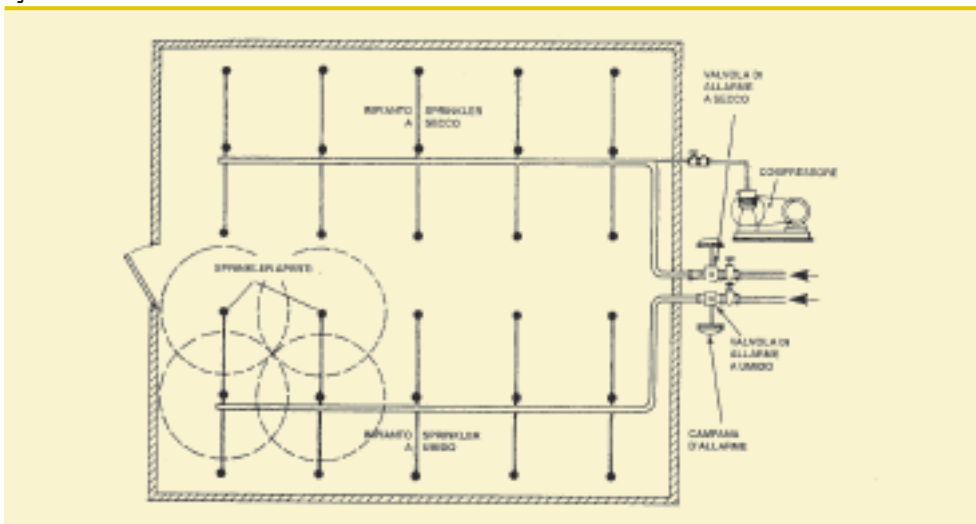 VALVOLA DI
ALLARME
A SECCO
IMPIANTO SPRINKLER
A SECCO
COMPRESSORE
SPRINKLER APERTI
VALVOLA DI
ALLARME
A UMIDO
IMPIANTO SPRINKLER
A UMIDO
CAMPANA
D'ALLARME